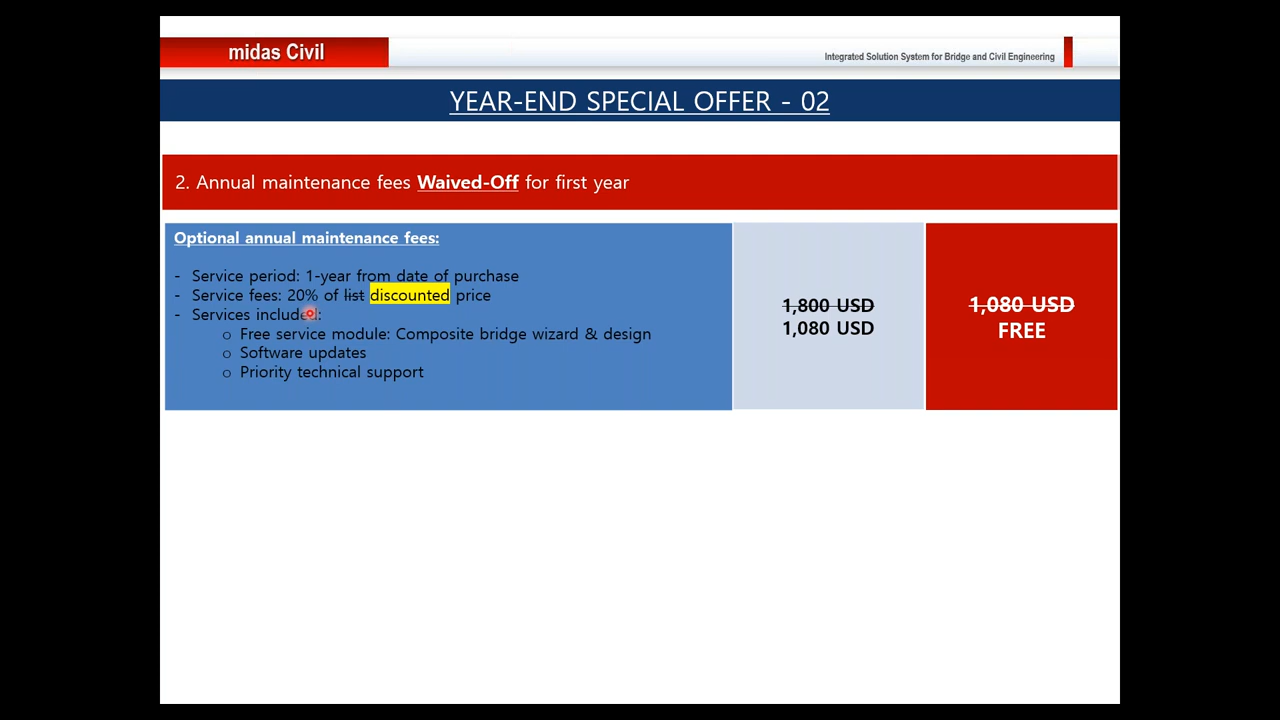 midas Civil
Integrated Solution System for Bridge and Civil Engineering
YEAR-END SPECIAL OFFER - 02
2. Annual maintenance fees Waived-Off for first year
Optional annual maintenance fees:
- Service period: 1-year from date of purchase
- Service fees: 20% of list discounted price
- Services included:
o Free service module: Composite bridge wizard & design
o Software updates
o Priority technical support
1,800 USD
1,080 USD
1,080 USD
FREE